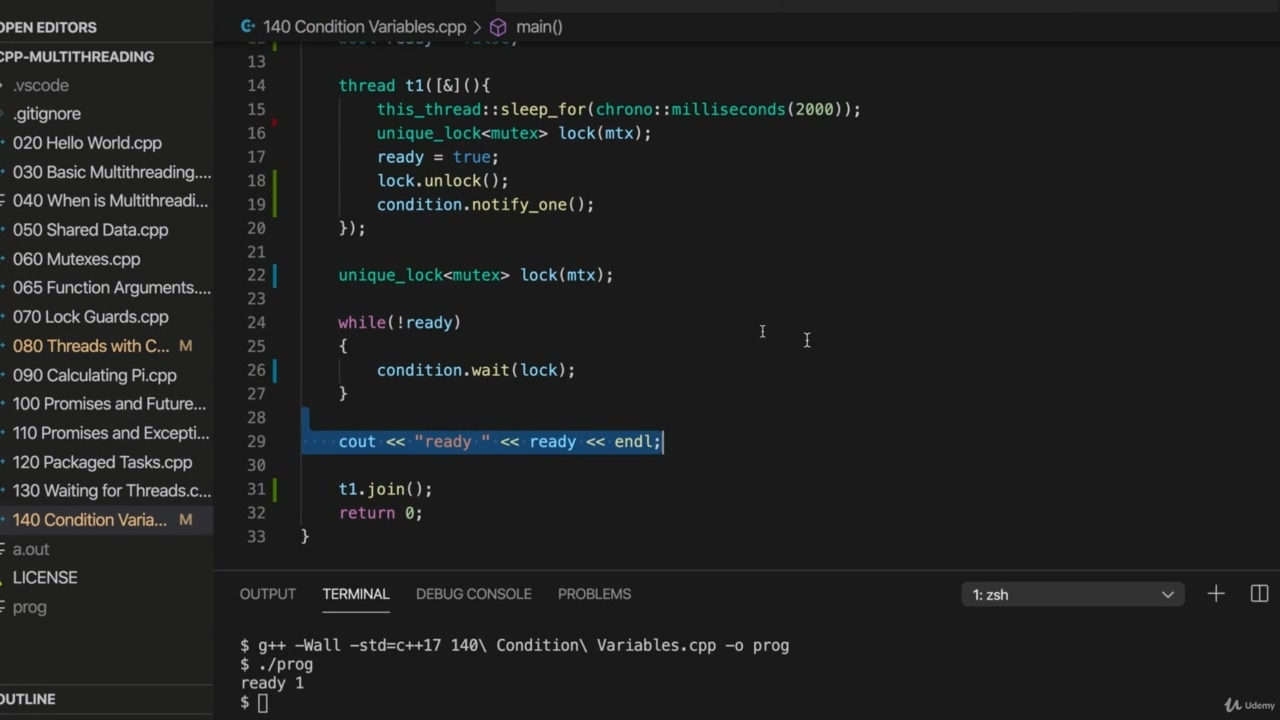 OPEN EDITORS
CPP-MULTITHREADING
.vscode
.gitignore
020 Hello World.cpp
030 Basic Multithreading....
040 When is Multithreadi...
050 Shared Data.cpp
060 Mutexes.cpp
065 Function Arguments....
070 Lock Guards.cpp
080 Threads with C... M
090 Calculating Pi.cpp
100 Promises and Future...
110 Promises and Excepti...
120 Packaged Tasks.cpp
130 Waiting for Threads.c...
140 Condition Varia... M
a.out
LICENSE
prog
OUTLINE
140 Condition Variables.cpp > main()
13
14 thread t1([&](){
15 this_thread::sleep_for(chrono::milliseconds(2000));
16 unique_lock<mutex> lock(mtx);
17 ready = true;
18 lock.unlock();
19 condition.notify_one();
20 });
21
22 unique_lock<mutex> lock(mtx);
23
24 while(!ready)
25 {
26 condition.wait(lock);
27 }
28
29 cout << "ready " << ready << endl;
30
31 t1.join();
32 return 0;
33 }
OUTPUT TERMINAL DEBUG CONSOLE PROBLEMS 1: zsh
$ g++ -Wall -std=c++17 140\ Condition\ Variables.cpp -o prog
$ ./prog
ready 1
$
Udemy